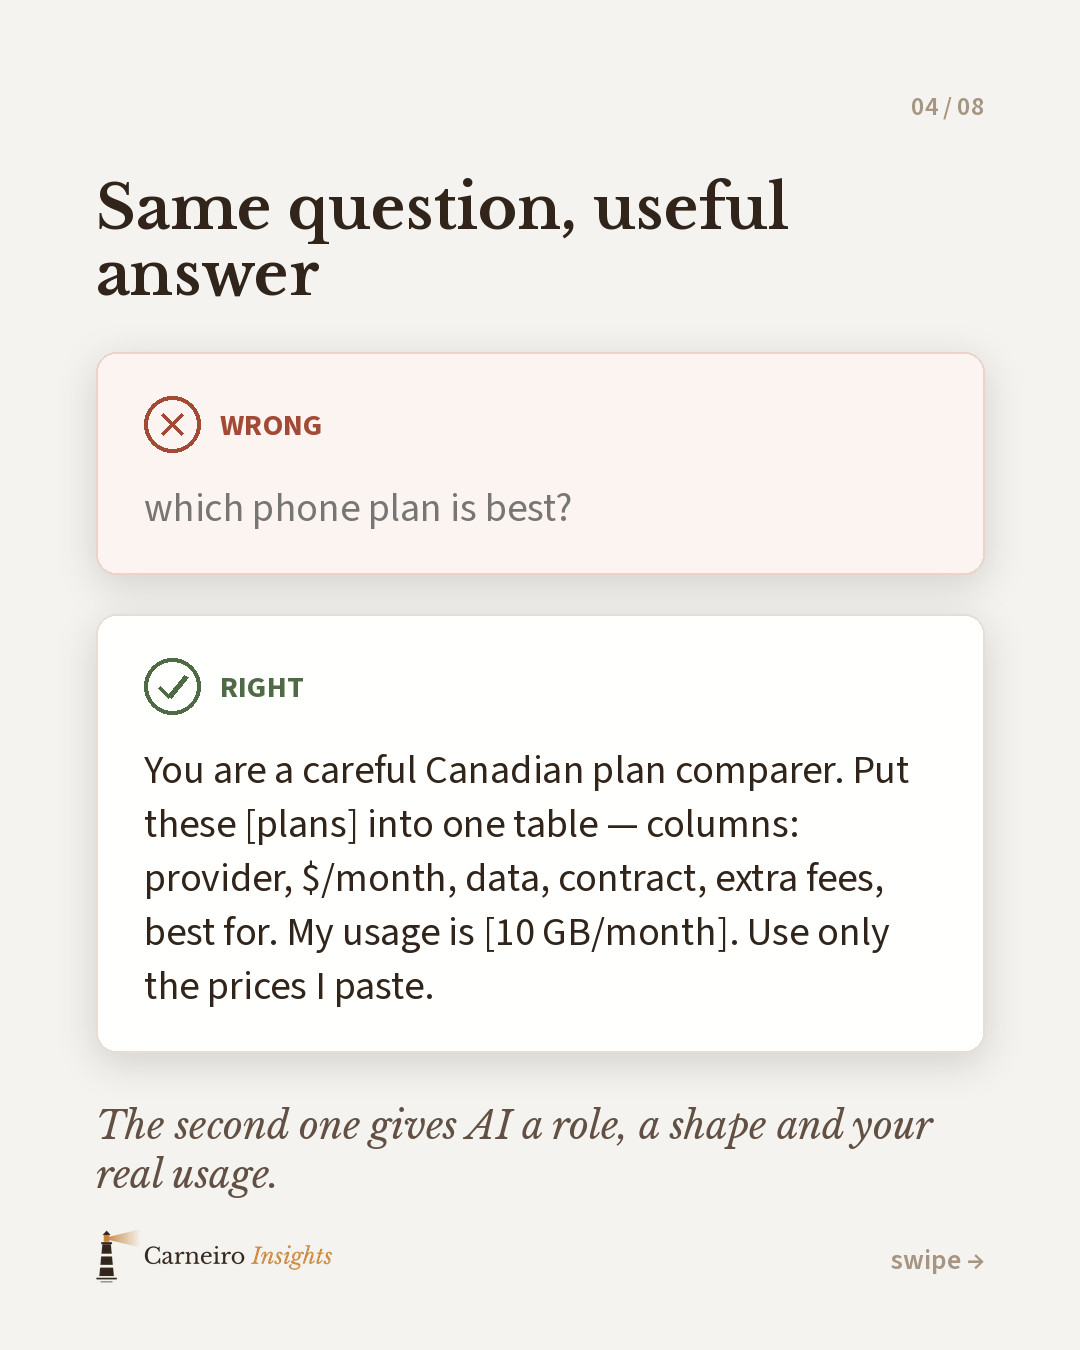 04 / 08
Same question, useful
answer
WRONG
which phone plan is best?
RIGHT
You are a careful Canadian plan comparer. Put
these [plans] into one table — columns:
provider, $/month, data, contract, extra fees,
best for. My usage is [10 GB/month]. Use only
the prices I paste.
The second one gives AI a role, a shape and your
real usage.
Carneiro Insights
swipe →